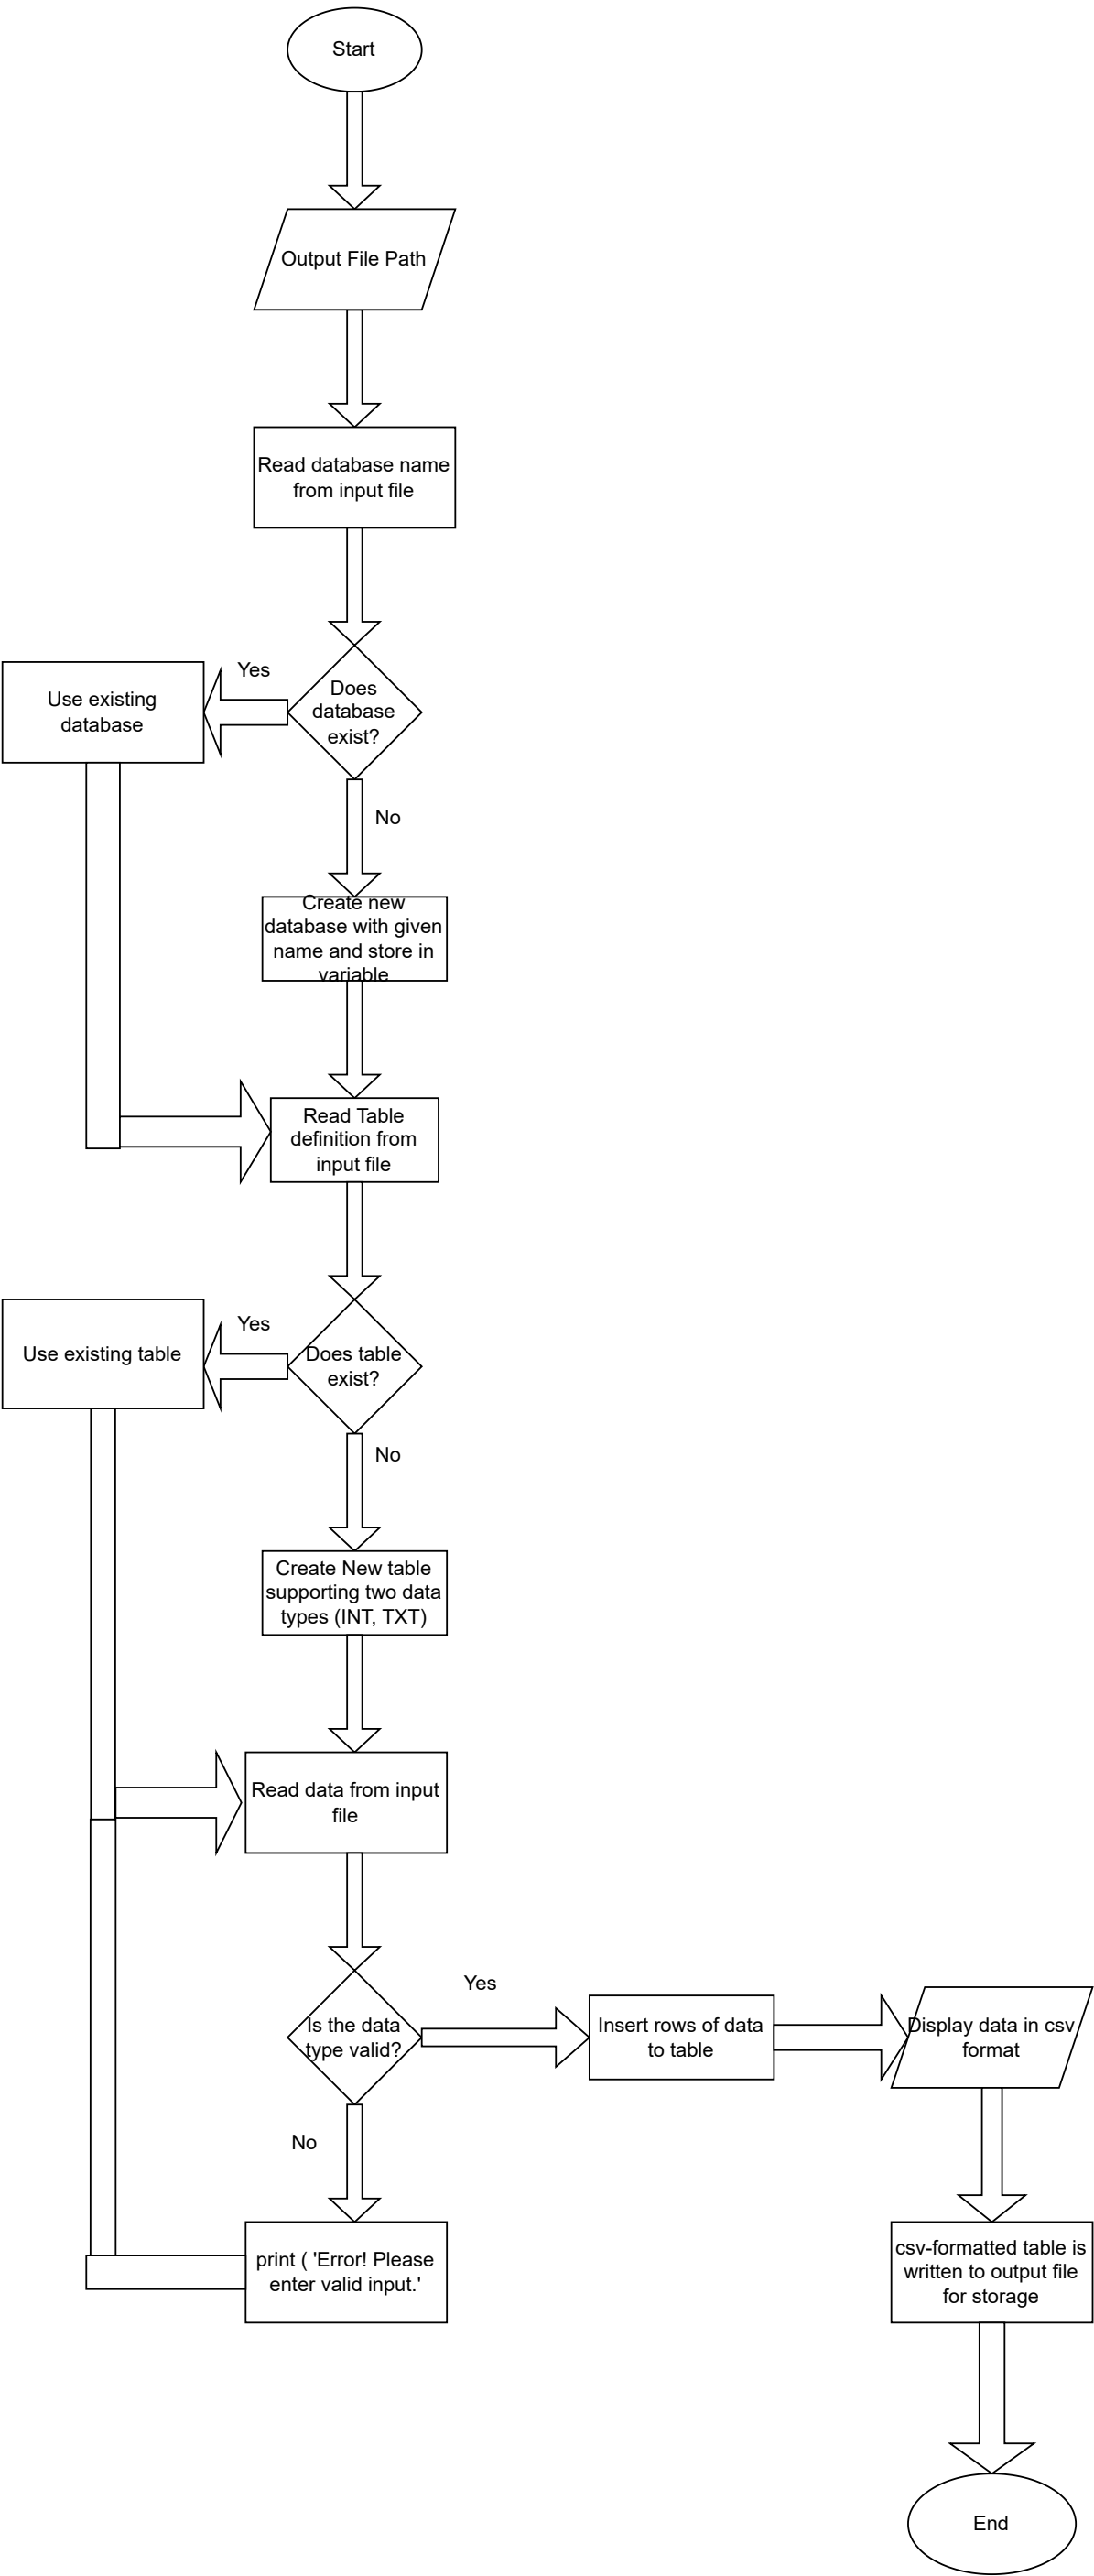 Start
Output File Path
Read database name
from input file
Yes
Use existing
database
Does
database
exist?
No
Create new
database with given
name and store in
variable
Read Table
definition from
input file
Yes
Use existing table
Does table
exist?
No
Create New table
supporting two data
types (INT, TXT)
Read data from input
file
Is the data
type valid?
Yes
Insert rows of data
to table
Display data in csv
format
No
print ( 'Error! Please
enter valid input.'
csv-formatted table is
written to output file
for storage
End